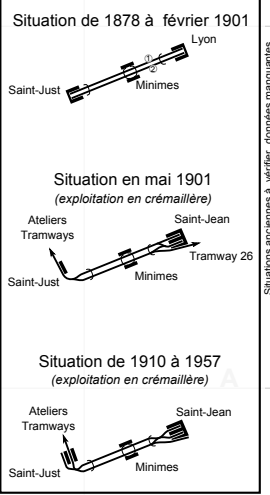 Situation de 1878 à février 1901
Lyon
①
②
Saint-Just
Minimes
Situation en mai 1901
(exploitation en crémaillère)
Ateliers
Tramways
Saint-Jean
Tramway 26
Saint-Just
Minimes
Situation de 1910 à 1957
(exploitation en crémaillère)
Ateliers
Tramways
Saint-Jean
Saint-Just
Minimes
Situations anciennes à vérifier, données manquantes
A